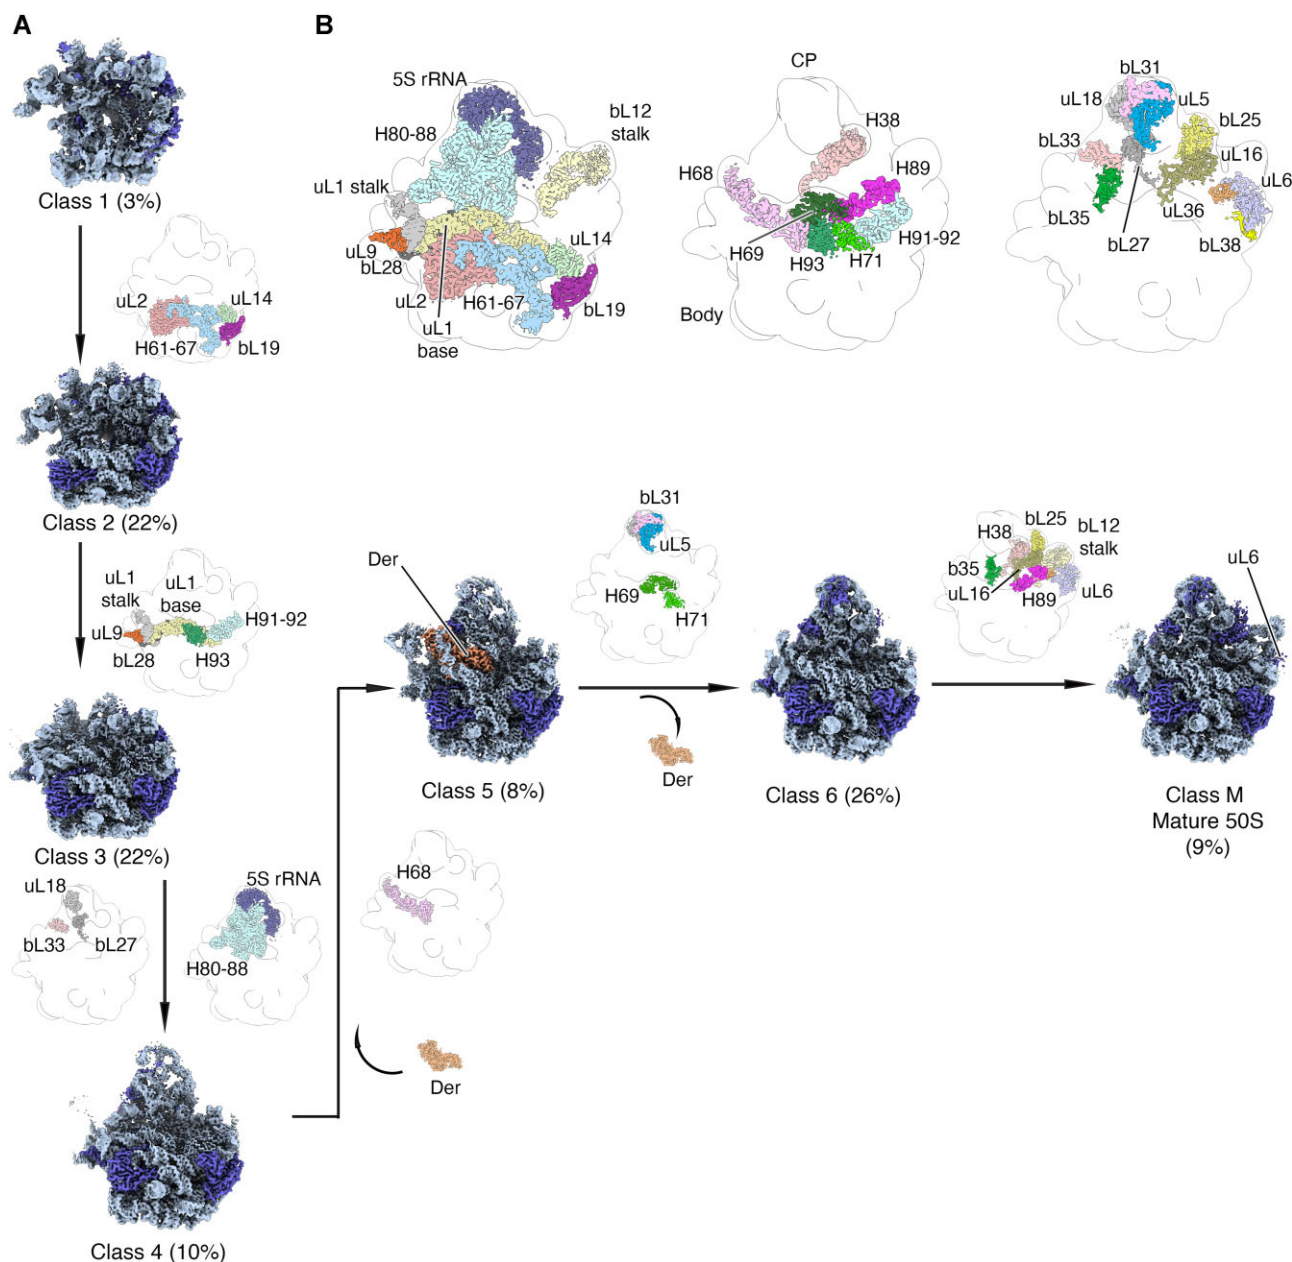 A
B
Class 1 (3%)
uL2
uL14
H61-67
bL19
Class 2 (22%)
uL1
stalk
uL1
base
uL9
H91-92
bL28
H93
Class 3 (22%)
uL18
bL33
bL27
5S rRNA
H80-88
Class 4 (10%)
5S rRNA
bL12
stalk
H80-88
uL1 stalk
uL14
uL9
bL28
uL2
H61-67
bL19
uL1
base
CP
H38
H68
H89
H69
H93
H71
H91-92
Body
bL31
uL18
uL5
bL25
bL33
uL16
uL6
bL35
uL36
bL27
bL38
Der
Class 5 (8%)
H68
Der
bL31
uL5
H69
H71
Der
Class 6 (26%)
H38
bL25
bL12
stalk
b35
uL16
H89
uL6
uL6
Class M
Mature 50S
(9%)